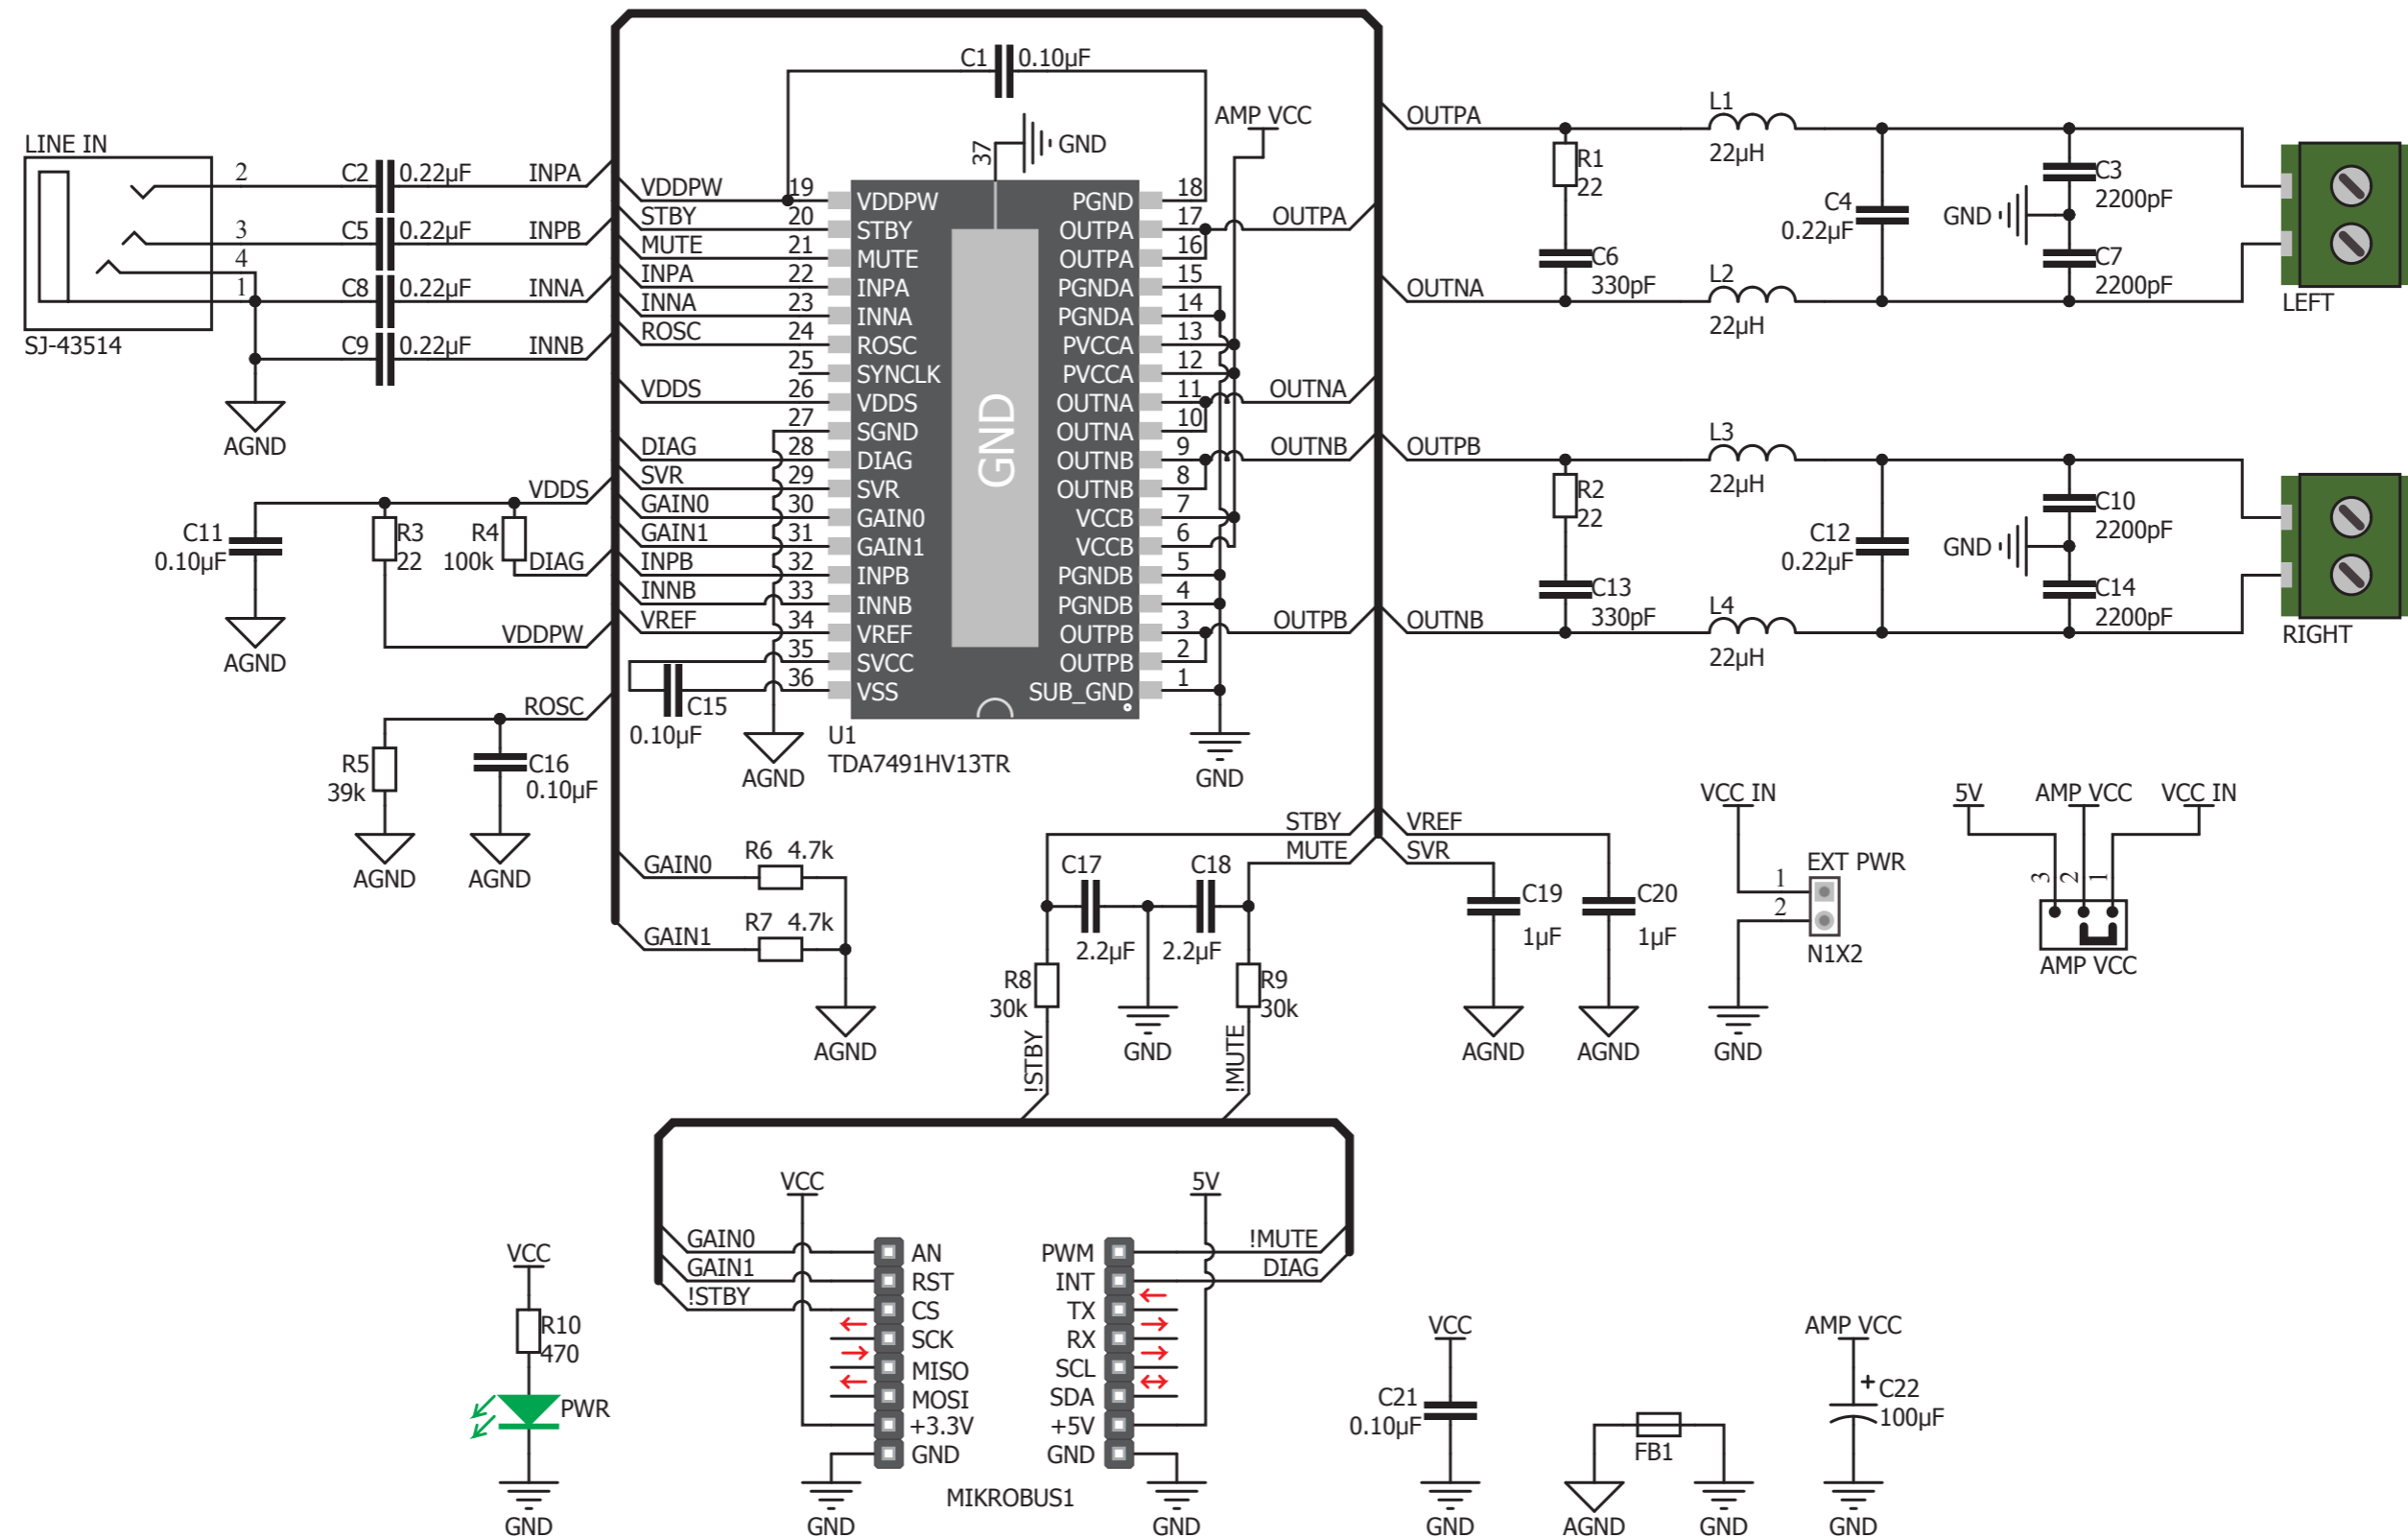 C1 0.10µF
AMP VCC
37
GND
LINE IN
2
3
4
1
SJ-43514
C2 0.22µF INPA
C5 0.22µF INPB
C8 0.22µF INNA
C9 0.22µF INNB
AGND
VDDPW 19 VDDPW
STBY 20 STBY
MUTE 21 MUTE
INPA 22 INPA
INNA 23 INNA
ROSC 24 ROSC
25 SYNCLK
VDDS 26 VDDS
27 SGND
DIAG 28 DIAG
SVR 29 SVR
GAIN0 30 GAIN0
GAIN1 31 GAIN1
INPB 32 INPB
INNB 33 INNB
VREF 34 VREF
35 SVCC
36 VSS
GND
PGND 18
OUTPA 17 OUTPA
OUTPA 16
PGNDA 15
PGNDA 14
PVCCA 13
PVCCA 12
OUTNA 11 OUTNA
OUTNA 10
OUTNB 9 OUTNB
OUTNB 8
VCCB 7
VCCB 6
PGNDB 5
PGNDB 4
OUTPB 3 OUTPB
OUTPB 2
SUB_GND 1
C15
0.10µF
AGND
U1
TDA7491HV13TR
GND
OUTPA
L1
22µH
R1
22
C6
330pF
C4
0.22µF
GND
C3
2200pF
C7
2200pF
OUTNA
L2
22µH
LEFT
OUTPB
L3
22µH
R2
22
C13
330pF
C12
0.22µF
GND
C10
2200pF
C14
2200pF
OUTNB
L4
22µH
RIGHT
VDDS
C11
0.10µF
R3
22
R4
100k
DIAG
VDDPW
AGND
ROSC
R5
39k
C16
0.10µF
AGND
AGND
GAIN0 R6 4.7k
GAIN1 R7 4.7k
AGND
STBY
MUTE
VREF
SVR
C17
2.2µF
C18
2.2µF
R8
30k
R9
30k
!STBY
GND
!MUTE
C19
1µF
C20
1µF
AGND
AGND
VCC IN
EXT PWR
1
2
N1X2
GND
5V
AMP VCC
VCC IN
3
2
1
AMP VCC
VCC
5V
GAIN0 AN
GAIN1 RST
!STBY CS
SCK
MISO
MOSI
+3.3V
GND
PWM !MUTE
INT DIAG
TX
RX
SCL
SDA
+5V
GND
MIKROBUS1
GND
GND
VCC
R10
470
PWR
GND
VCC
C21
0.10µF
GND
FB1
AGND
GND
AMP VCC
+
C22
100µF
GND